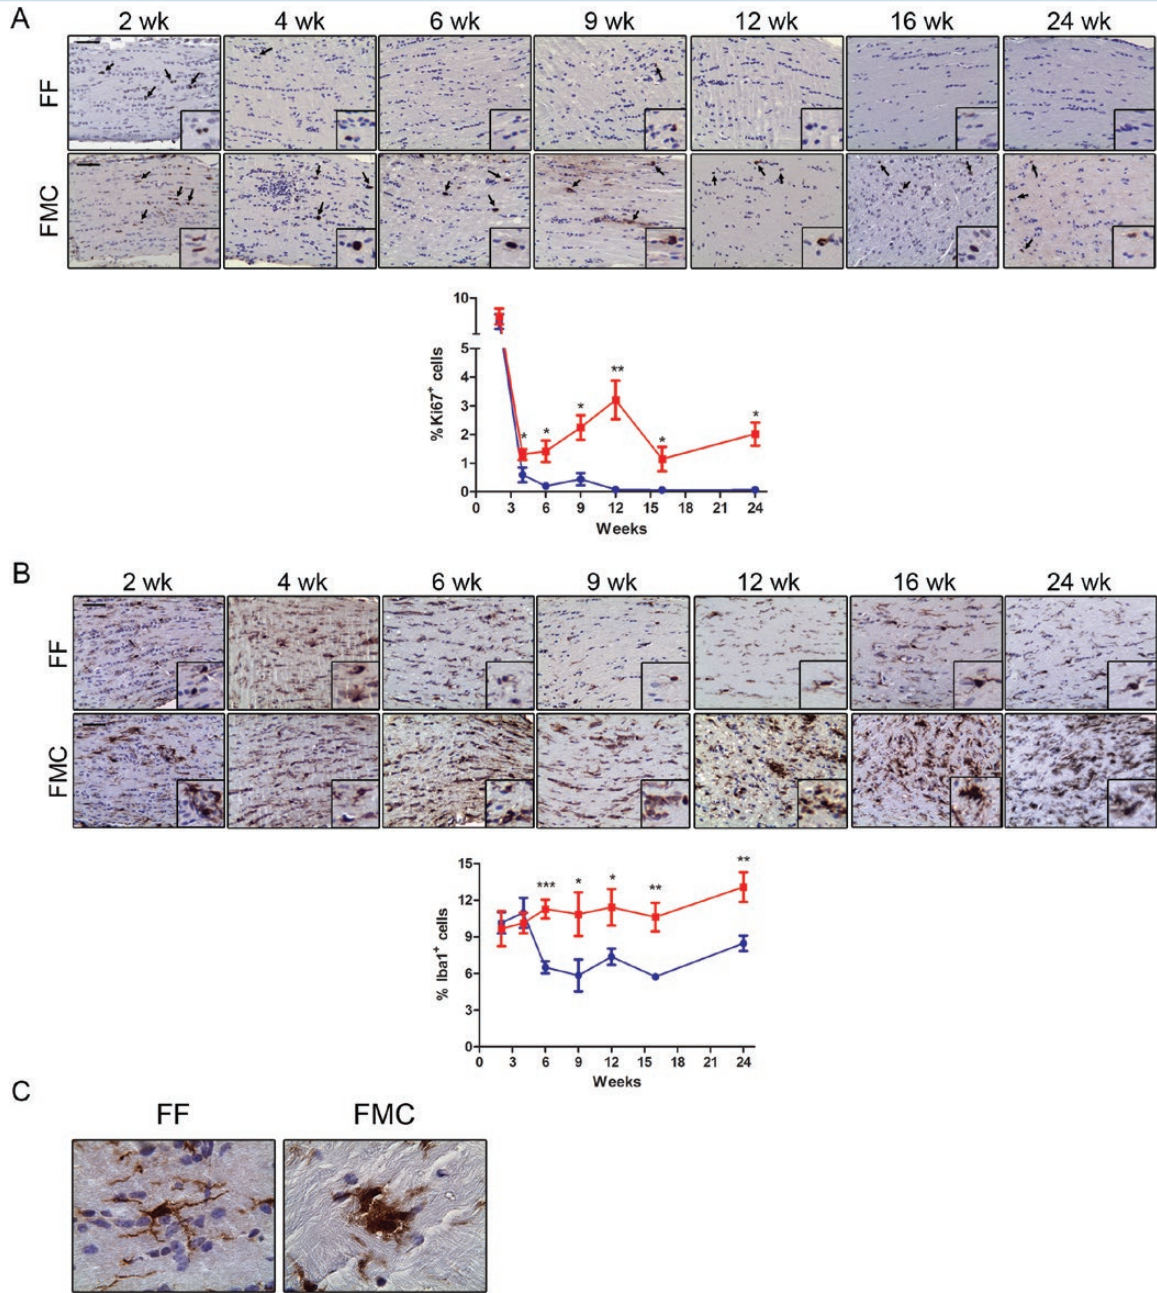 A
2 wk 4 wk 6 wk 9 wk 12 wk 16 wk 24 wk
FF
FMC
10
5
4
3
2
1
0
%Ki67+ cells
* * * ** * *
0 3 6 9 12 15 18 21 24
Weeks
B
2 wk 4 wk 6 wk 9 wk 12 wk 16 wk 24 wk
FF
FMC
15
12
9
6
3
0
% Iba1+ cells
*** * * ** **
0 3 6 9 12 15 18 21 24
Weeks
C
FF FMC